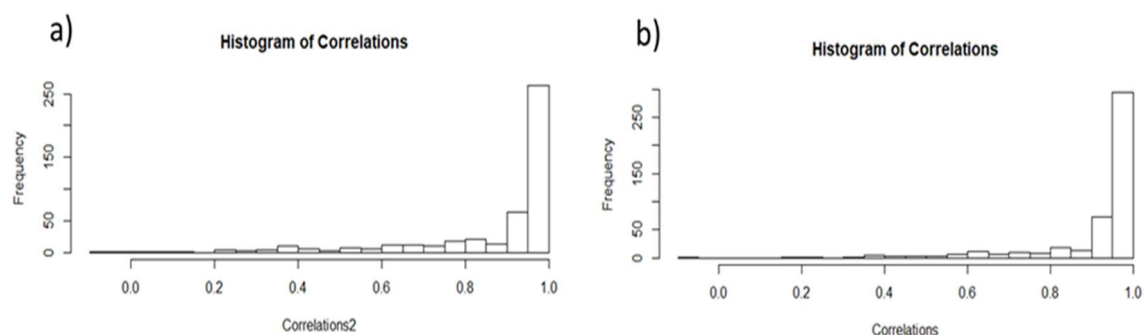 a)
Histogram of Correlations
Frequency
250
150
50
0
0.0 0.2 0.4 0.6 0.8 1.0
Correlations2
b)
Histogram of Correlations
Frequency
250
150
50
0
0.0 0.2 0.4 0.6 0.8 1.0
Correlations